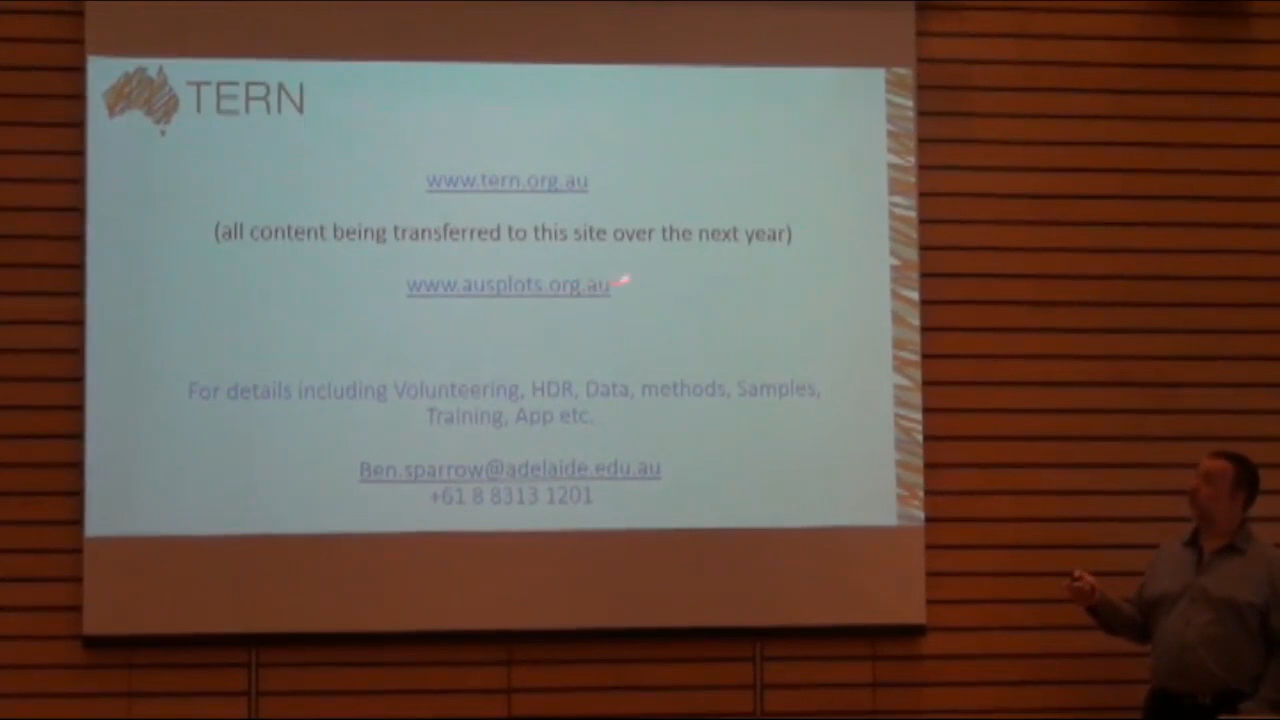 TERN
www.tern.org.au
(all content being transferred to this site over the next year)
www.ausplots.org.au
For details including Volunteering, HDR, Data, methods, Samples,
Training, App etc.
Ben.sparrow@adelaide.edu.au
+61 8 8313 1201